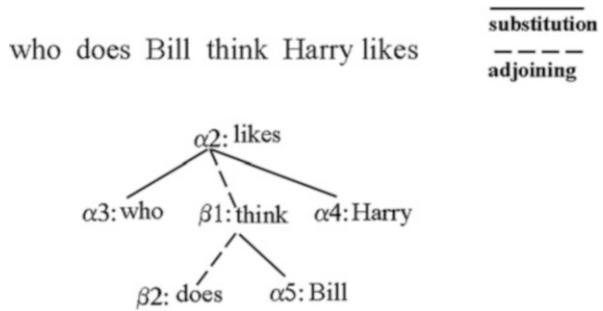 substitution
who does Bill think Harry likes
adjoining
α2: likes
α3: who β1: think α4: Harry
β2: does α5: Bill